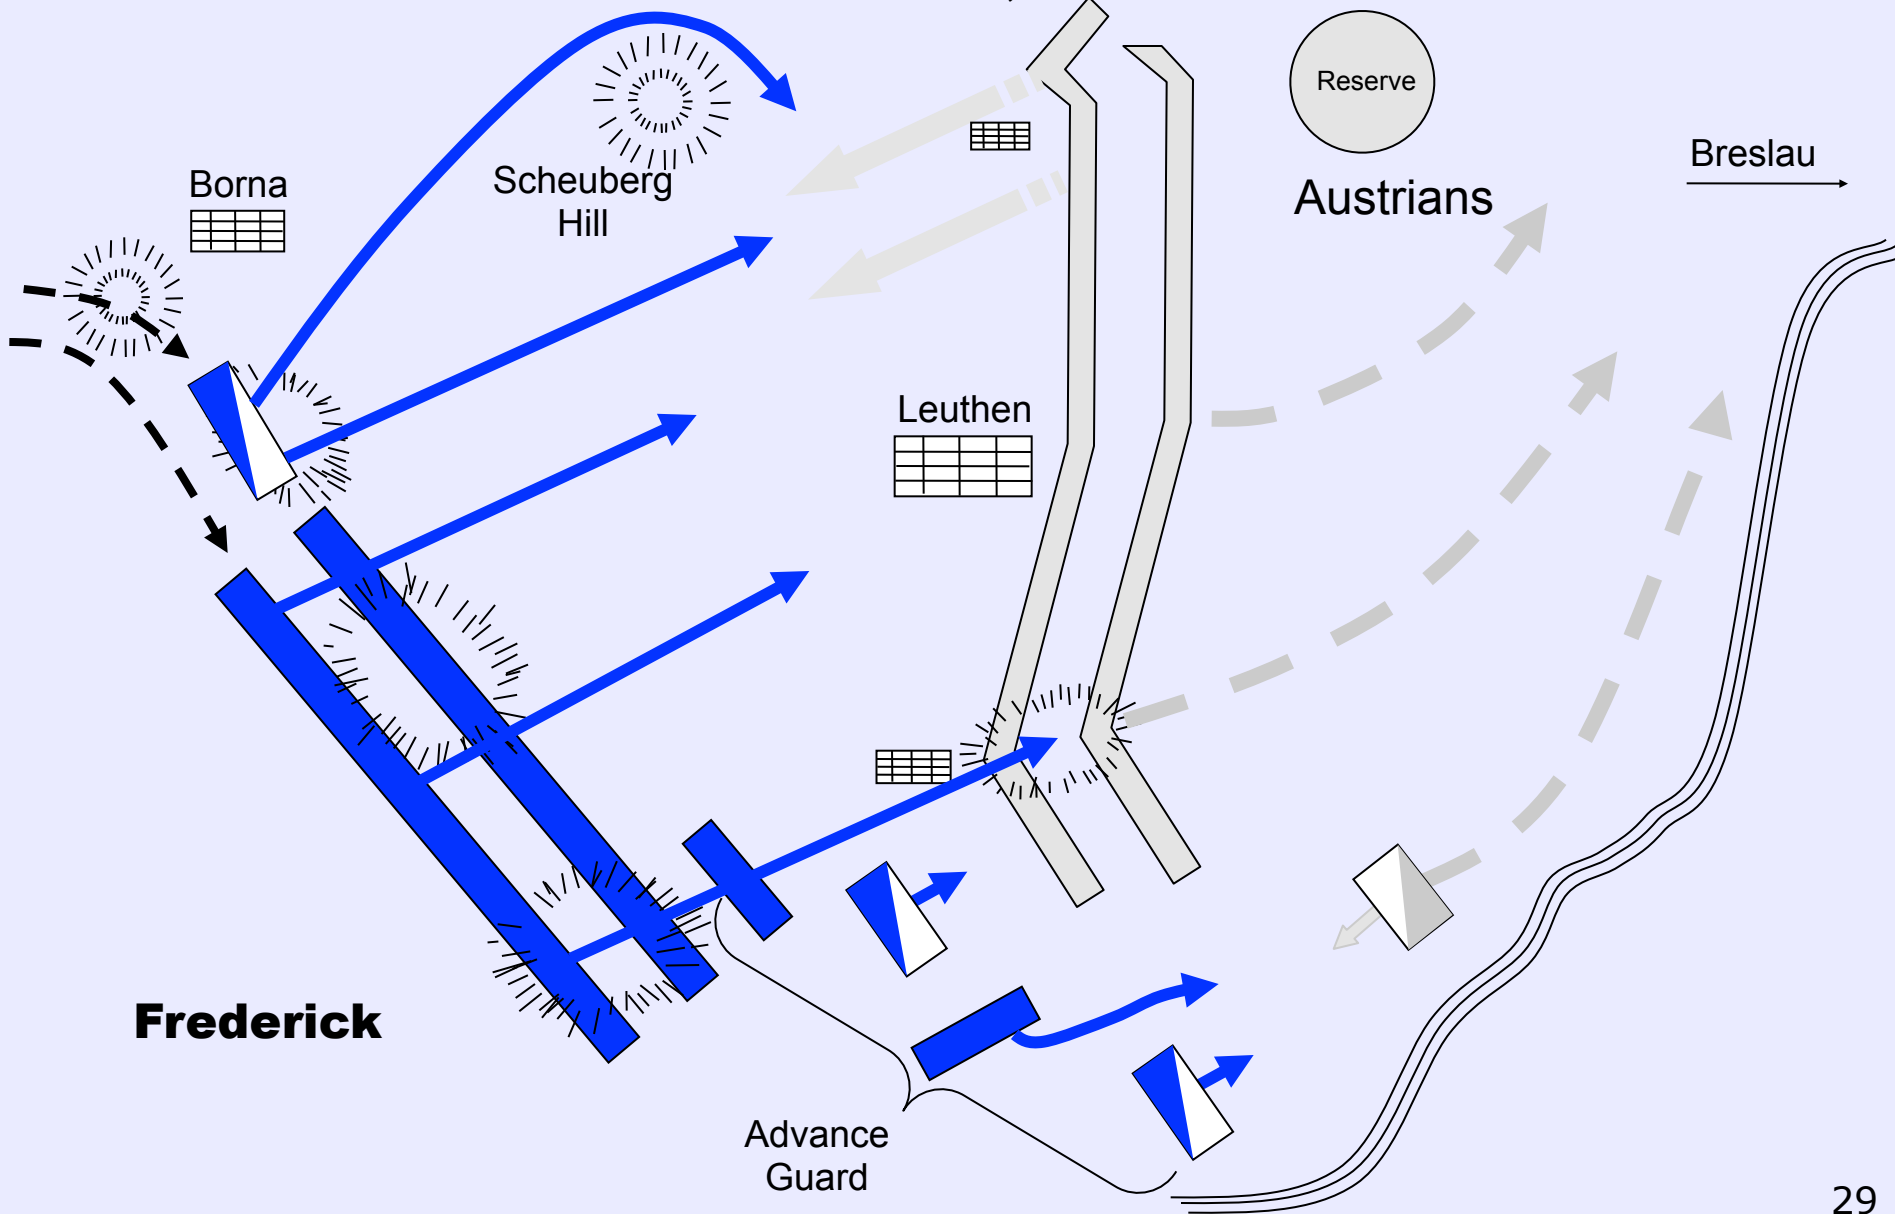 Reserve
Breslau
Borna
Scheuberg
Hill
Austrians
Leuthen
Frederick
Advance
Guard
29